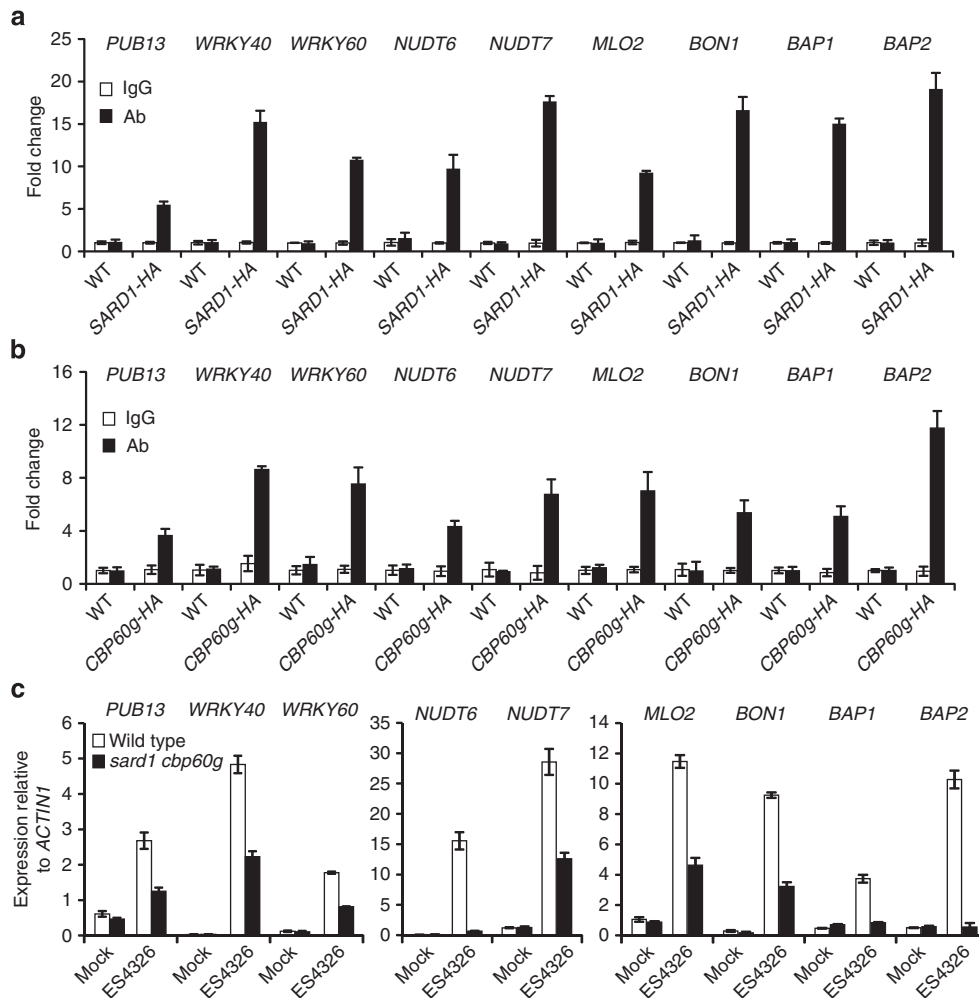 a
PUB13 WRKY40 WRKY60 NUDT6 NUDT7 MLO2 BON1 BAP1 BAP2
25
20
15
10
5
0
Fold change
IgG
Ab
WT SARD1-HA WT SARD1-HA WT SARD1-HA WT SARD1-HA WT SARD1-HA WT SARD1-HA WT SARD1-HA WT SARD1-HA WT SARD1-HA
b
PUB13 WRKY40 WRKY60 NUDT6 NUDT7 MLO2 BON1 BAP1 BAP2
16
12
8
4
0
Fold change
IgG
Ab
WT CBP60g-HA WT CBP60g-HA WT CBP60g-HA WT CBP60g-HA WT CBP60g-HA WT CBP60g-HA WT CBP60g-HA WT CBP60g-HA WT CBP60g-HA
c
PUB13 WRKY40 WRKY60
6
5
4
3
2
1
0
Expression relative
to ACTIN1
Wild type
sard1 cbp60g
Mock ES4326 Mock ES4326 Mock ES4326
NUDT6 NUDT7
35
30
25
20
15
10
5
0
Mock ES4326 Mock ES4326
MLO2 BON1 BAP1 BAP2
14
12
10
8
6
4
2
0
Mock ES4326 Mock ES4326 Mock ES4326 Mock ES4326